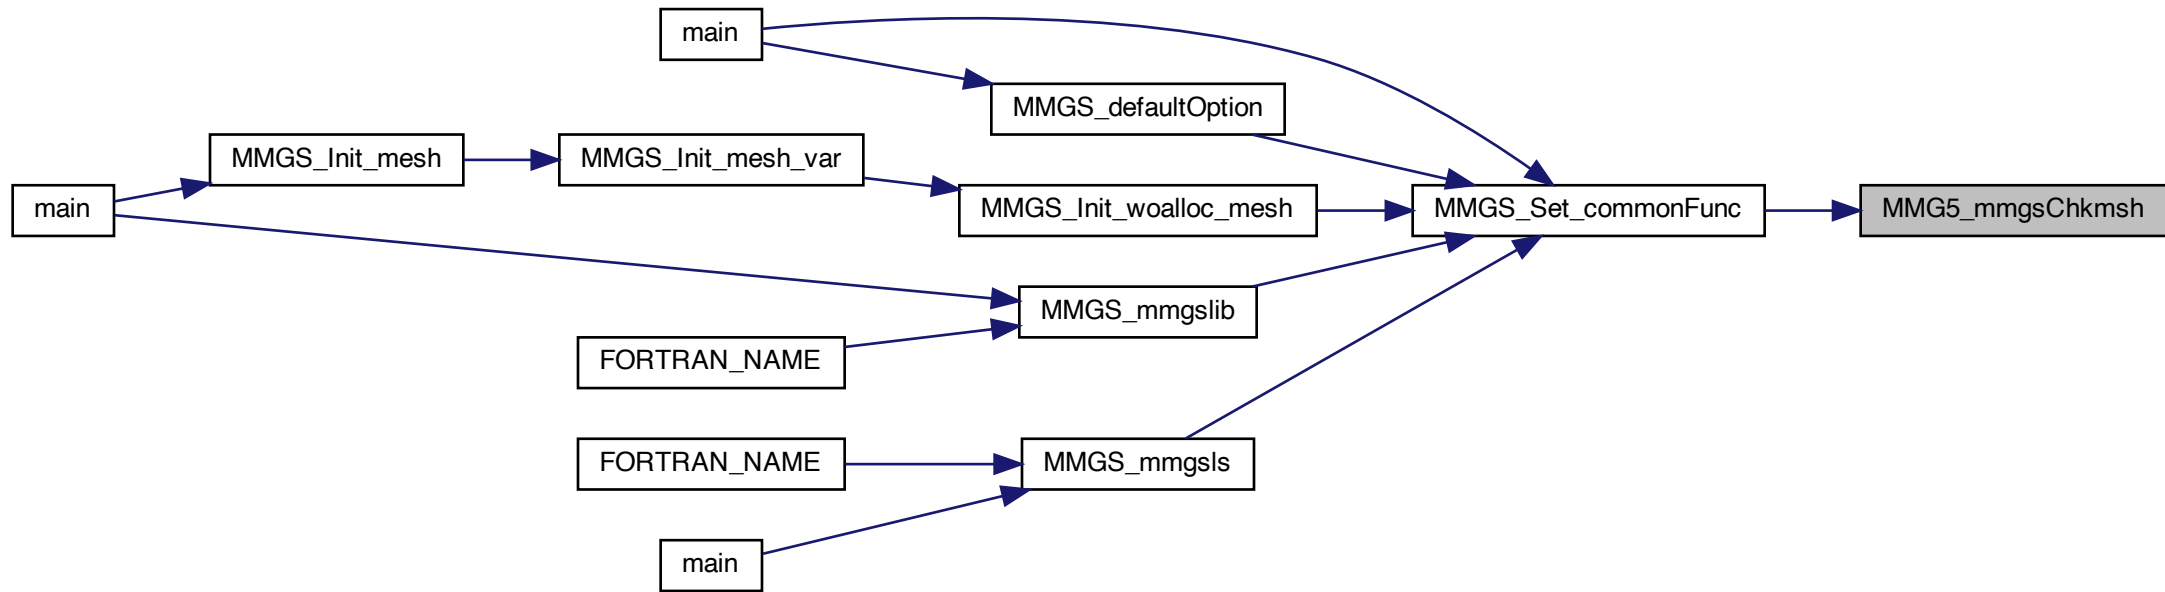 main
MMGS_defaultOption
MMGS_Init_mesh
MMGS_Init_mesh_var
main
MMGS_Init_woalloc_mesh
MMGS_Set_commonFunc
MMG5_mmgsChkmsh
MMGS_mmgslib
FORTRAN_NAME
FORTRAN_NAME
MMGS_mmgsls
main